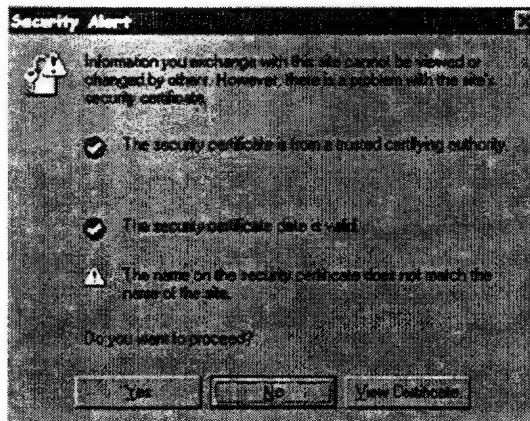 Security Alert
Information you exchange with this site cannot be viewed or
changed by others. However, there is a problem with the site's
security certificate.
The security certificate is from a trusted certifying authority.
The security certificate date is valid.
The name on the security certificate does not match the
name of the site.
Do you want to proceed?
Yes
No
View Certificate